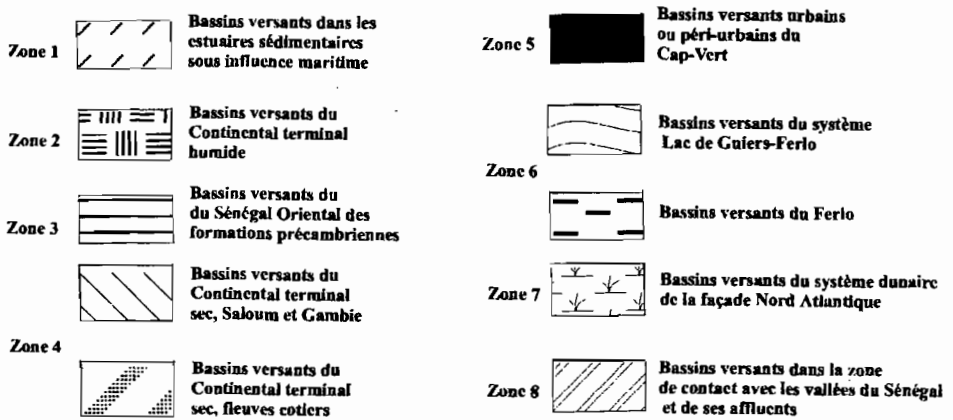 Zone 1
Bassins versants dans les
estuaires sédimentaires
sous influence maritime
Zone 2
Bassins versants du
Continental terminal
humide
Zone 3
Bassins versants du
du Sénégal Oriental des
formations précambriennes
Bassins versants du
Continental terminal
sec, Saloum et Gambie
Zone 4
Bassins versants du
Continental terminal
sec, fleuves cotiers
Zone 5
Bassins versants urbains
ou péri-urbains du
Cap-Vert
Bassins versants du système
Lac de Guiers-Ferlo
Zone 6
Bassins versants du Ferlo
Zone 7
Bassins versants du système dunaire
de la façade Nord Atlantique
Zone 8
Bassins versants dans la zone
de contact avec les vallées du Sénégal
et de ses affluents